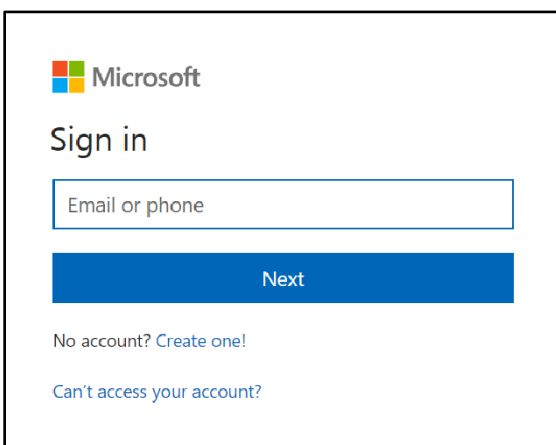 Microsoft
Sign in
Email or phone
Next
No account? Create one!
Can't access your account?